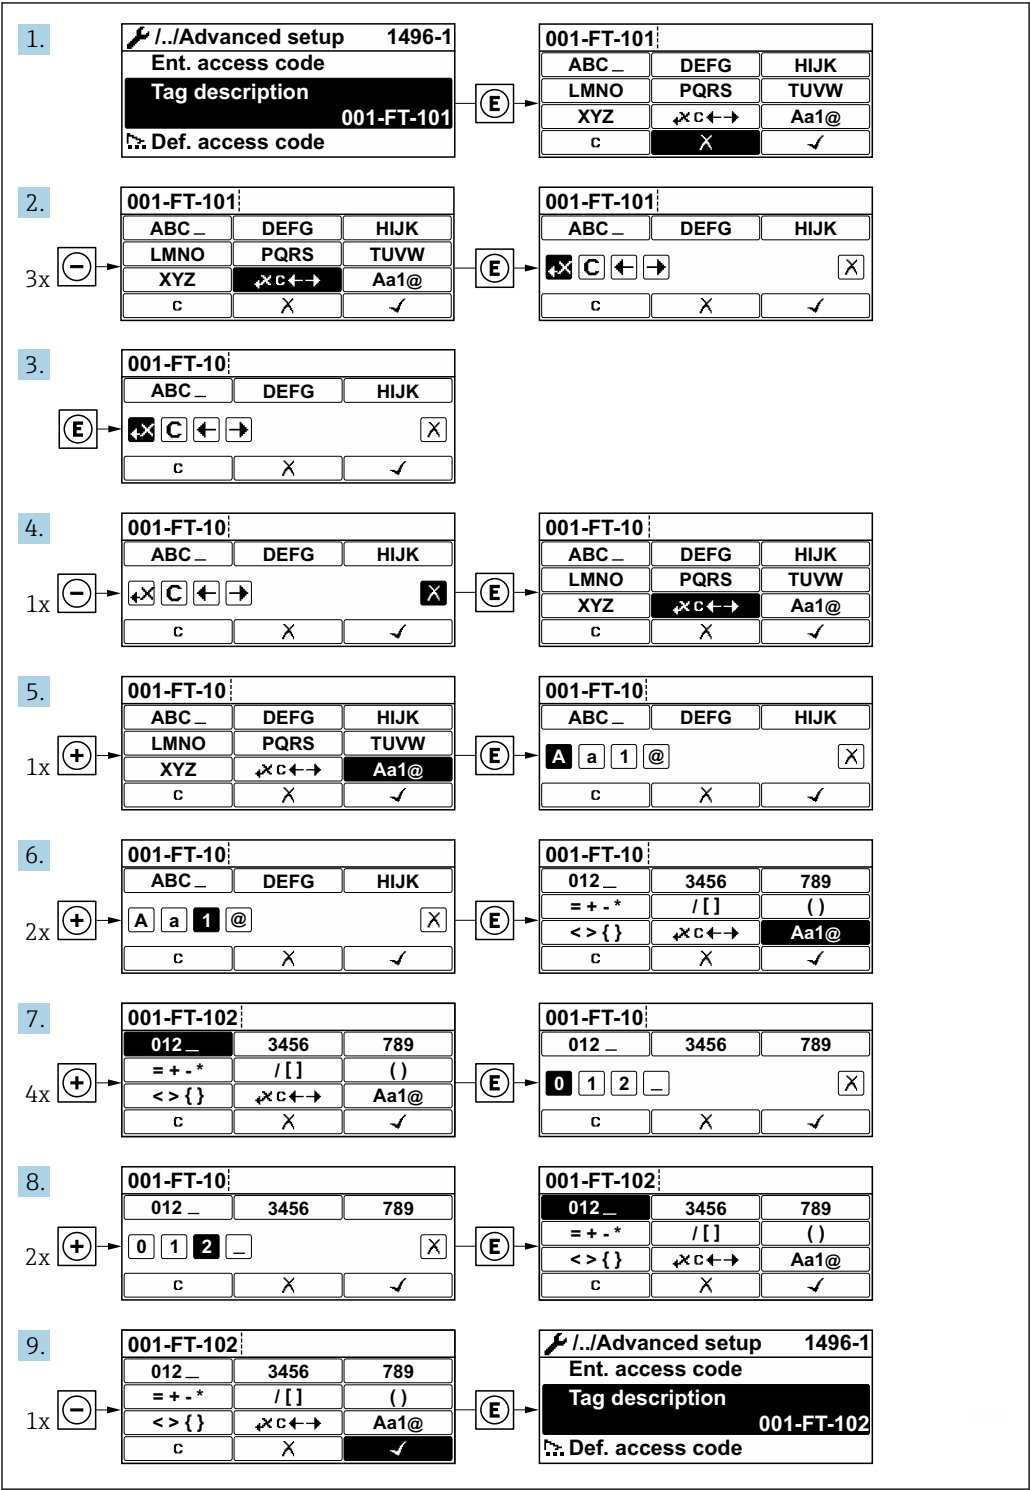 1.
/../Advanced setup 1496-1
Ent. access code
Tag description
001-FT-101
Def. access code
E
001-FT-101
ABC_ DEFG HIJK
LMNO PQRS TUVW
XYZ C Aa1@
C X ✓
2.
3x −
001-FT-101
ABC_ DEFG HIJK
LMNO PQRS TUVW
XYZ C Aa1@
C X ✓
E
001-FT-101
ABC_ DEFG HIJK
C X
C X ✓
3.
E
001-FT-10
ABC_ DEFG HIJK
C X
C X ✓
4.
1x −
001-FT-10
ABC_ DEFG HIJK
C X
C X ✓
E
001-FT-10
ABC_ DEFG HIJK
LMNO PQRS TUVW
XYZ C Aa1@
C X ✓
5.
1x +
001-FT-10
ABC_ DEFG HIJK
LMNO PQRS TUVW
XYZ C Aa1@
C X ✓
E
001-FT-10
ABC_ DEFG HIJK
A a 1 @ X
C X ✓
6.
2x +
001-FT-10
ABC_ DEFG HIJK
A a 1 @ X
C X ✓
E
001-FT-10
012_ 3456 789
= + - * / [ ] ( )
< > { } C Aa1@
C X ✓
7.
4x +
001-FT-102
012_ 3456 789
= + - * / [ ] ( )
< > { } C Aa1@
C X ✓
E
001-FT-10
012_ 3456 789
0 1 2 _ X
C X ✓
8.
2x +
001-FT-10
012_ 3456 789
0 1 2 _ X
C X ✓
E
001-FT-102
012_ 3456 789
= + - * / [ ] ( )
< > { } C Aa1@
C X ✓
9.
1x −
001-FT-102
012_ 3456 789
= + - * / [ ] ( )
< > { } C Aa1@
C X ✓
E
/../Advanced setup 1496-1
Ent. access code
Tag description
001-FT-102
Def. access code